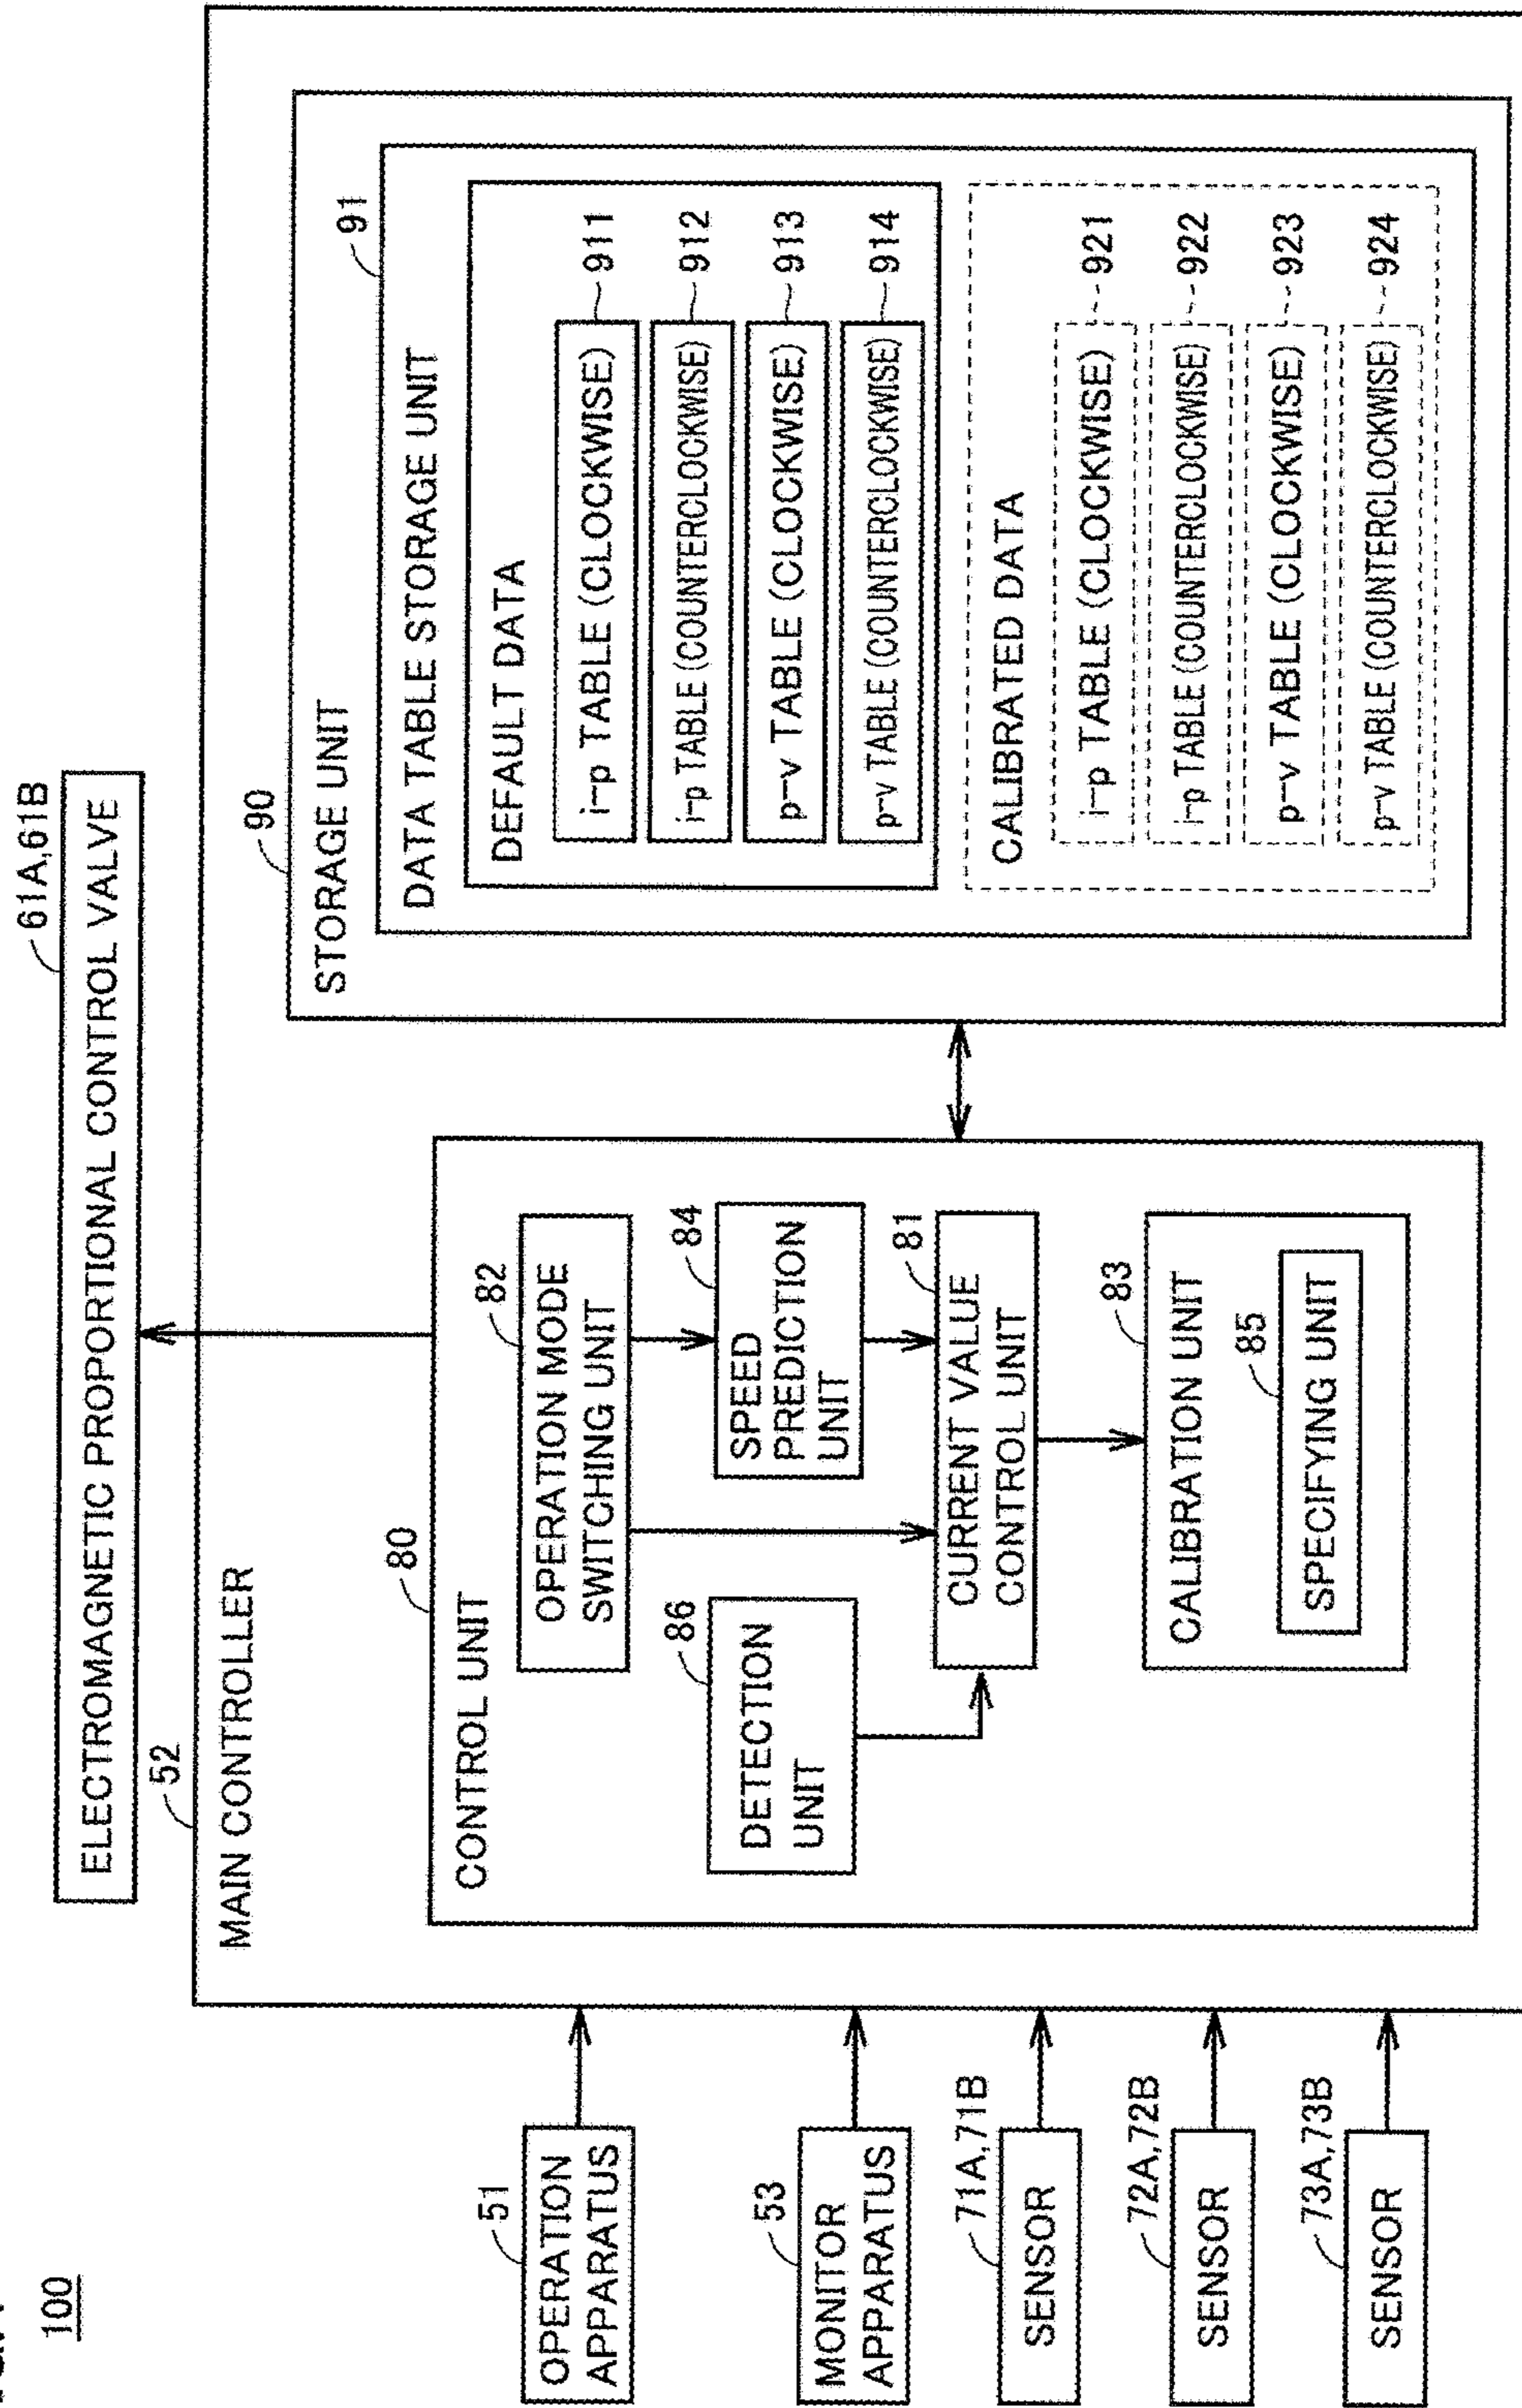 100
61A,61B
ELECTROMAGNETIC PROPORTIONAL CONTROL VALVE
52
MAIN CONTROLLER
51
OPERATION
APPARATUS
53
MONITOR
APPARATUS
71A,71B
SENSOR
72A,72B
SENSOR
73A,73B
SENSOR
80
CONTROL UNIT
82
OPERATION MODE
SWITCHING UNIT
86
DETECTION
UNIT
84
SPEED
PREDICTION
UNIT
81
CURRENT VALUE
CONTROL UNIT
83
CALIBRATION UNIT
85
SPECIFYING UNIT
90
STORAGE UNIT
91
DATA TABLE STORAGE UNIT
DEFAULT DATA
i-p TABLE (CLOCKWISE) 911
i-p TABLE (COUNTERCLOCKWISE) 912
p-v TABLE (CLOCKWISE) 913
p-v TABLE (COUNTERCLOCKWISE) 914
CALIBRATED DATA
i-p TABLE (CLOCKWISE) 921
i-p TABLE (COUNTERCLOCKWISE) 922
p-v TABLE (CLOCKWISE) 923
p-v TABLE (COUNTERCLOCKWISE) 924